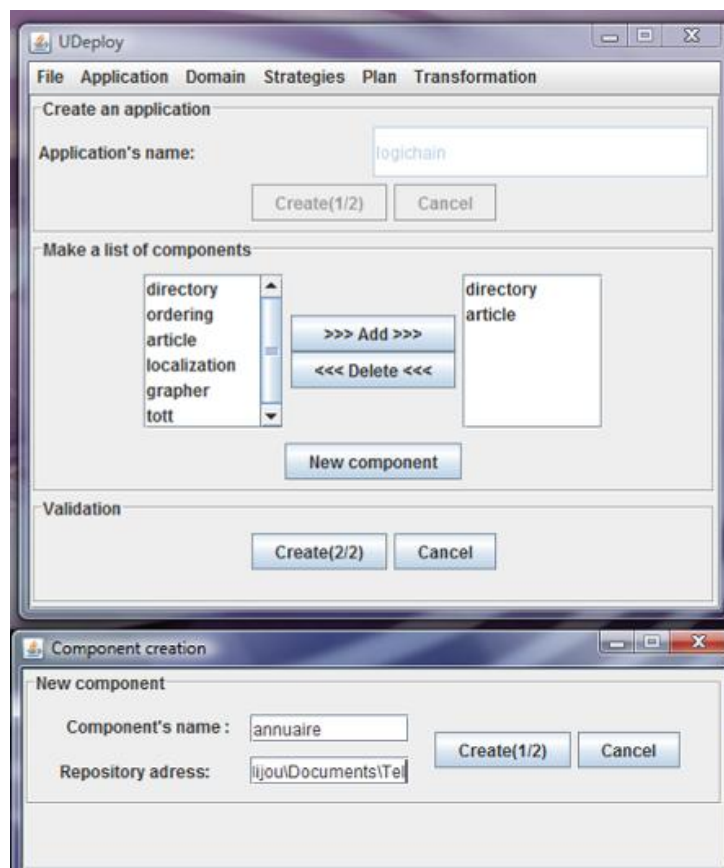 UDeploy
File Application Domain Strategies Plan Transformation
Create an application
Application's name:
logichain
Create(1/2) Cancel
Make a list of components
directory
ordering
article
localization
grapher
tott
>>> Add >>>
<<< Delete <<<
directory
article
New component
Validation
Create(2/2) Cancel
Component creation
New component
Component's name : annuaire
Repository adress: lijou\Documents\Tel
Create(1/2) Cancel